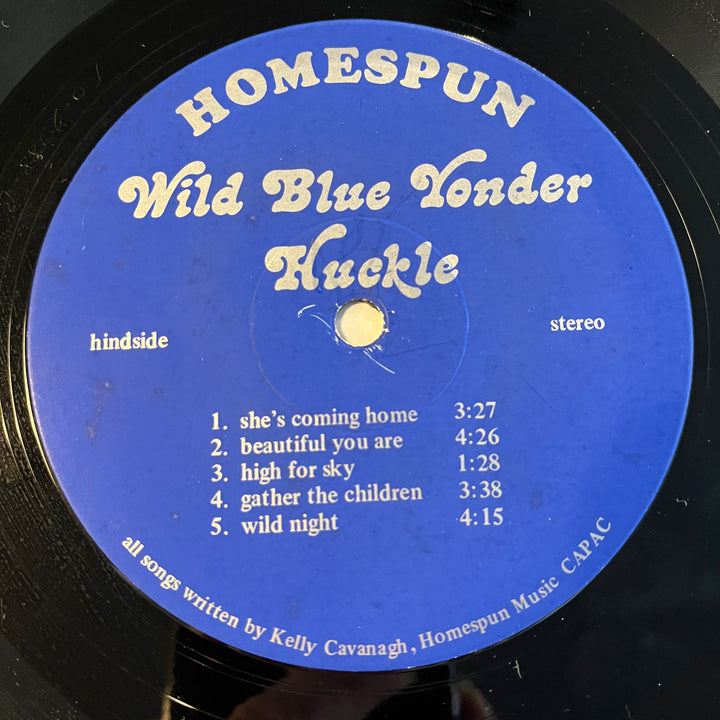 HOMESPUN
Wild Blue Yonder
Huckle
hindside
stereo
1. she's coming home 3:27
2. beautiful you are 4:26
3. high for sky 1:28
4. gather the children 3:38
5. wild night 4:15
all songs written by Kelly Cavanagh, Homespun Music CAPAC